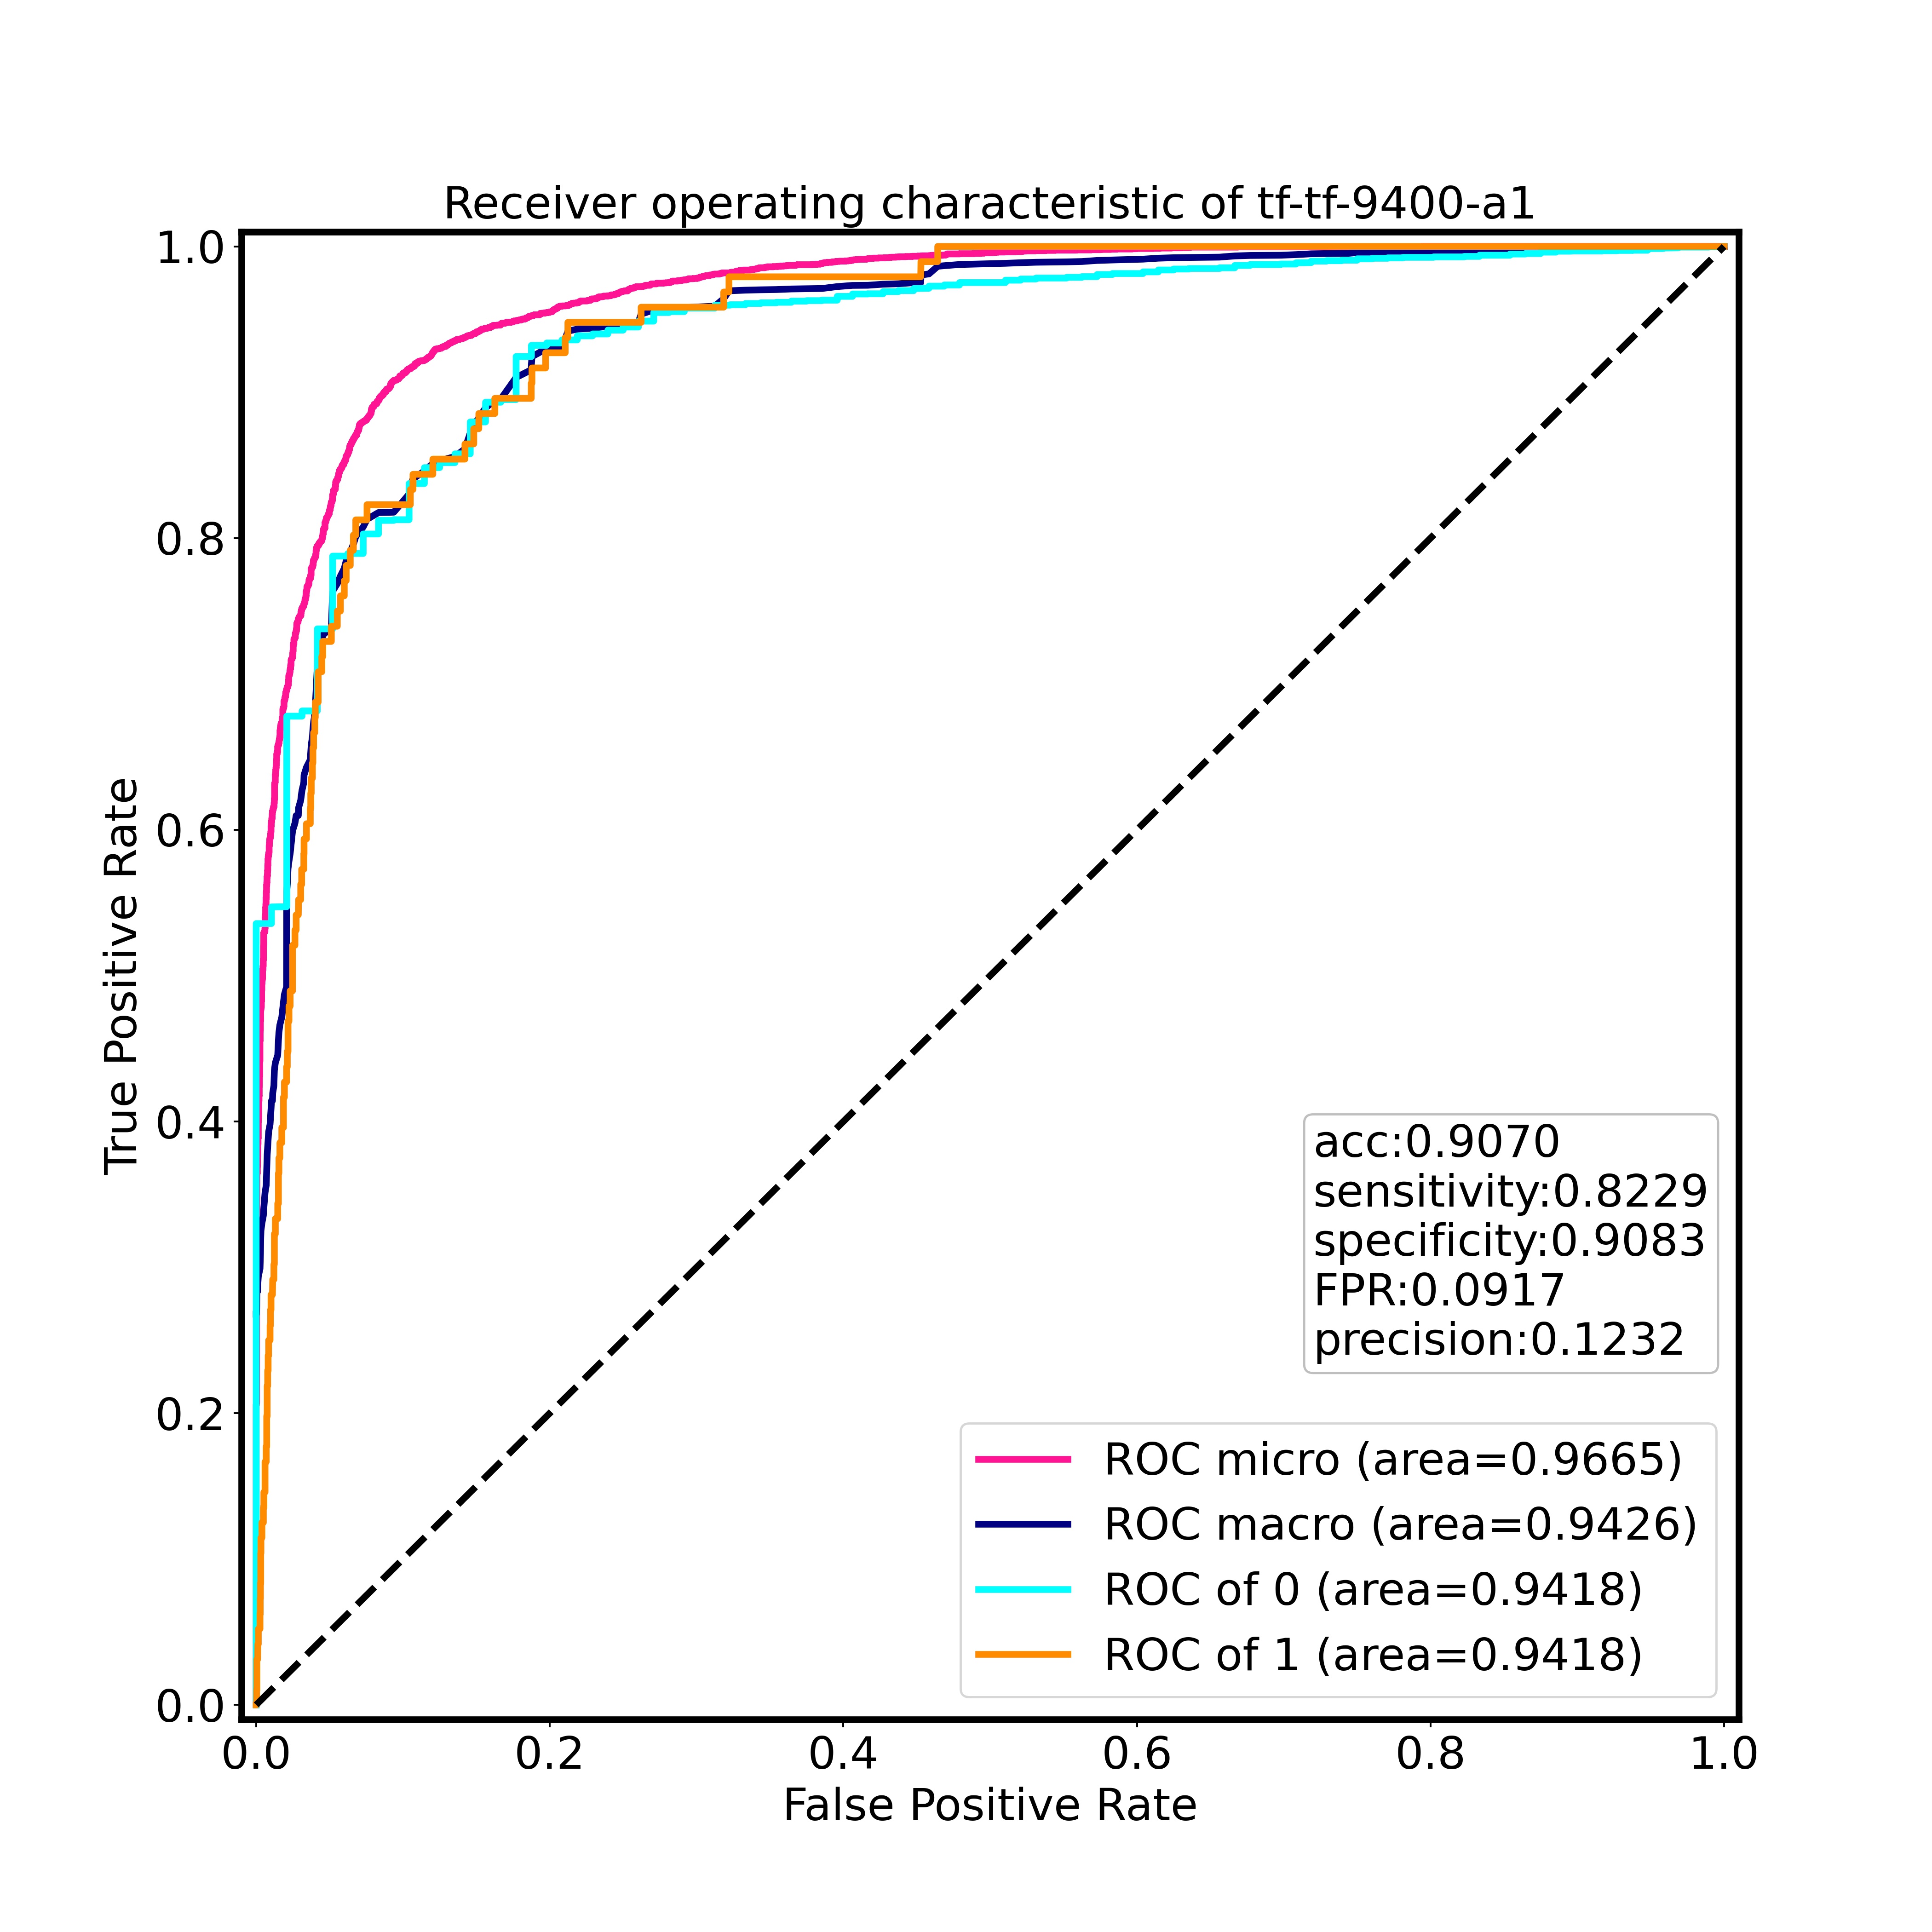 Receiver operating characteristic of tf-tf-9400-a1
1.0
0.8
0.6
0.4
0.2
0.0
True Positive Rate
acc:0.9070
sensitivity:0.8229
specificity:0.9083
FPR:0.0917
precision:0.1232
ROC micro (area=0.9665)
ROC macro (area=0.9426)
ROC of 0 (area=0.9418)
ROC of 1 (area=0.9418)
0.0 0.2 0.4 0.6 0.8 1.0
False Positive Rate